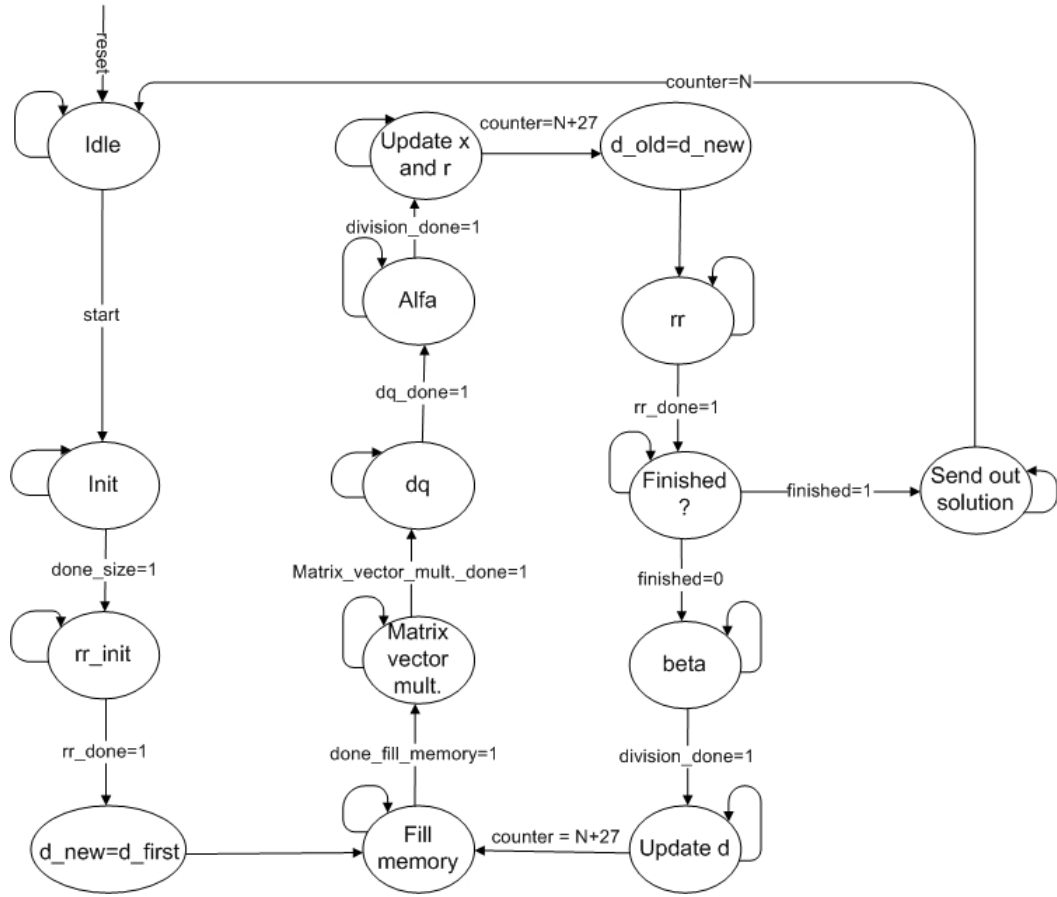 reset
counter=N
Idle
Update x
and r
counter=N+27
d_old=d_new
division_done=1
Alfa
start
rr
dq_done=1
rr_done=1
Init
dq
Finished
?
finished=1
Send out
solution
done_size=1
Matrix_vector_mult._done=1
finished=0
rr_init
Matrix
vector
mult.
beta
rr_done=1
done_fill_memory=1
division_done=1
d_new=d_first
Fill
memory
counter = N+27
Update d